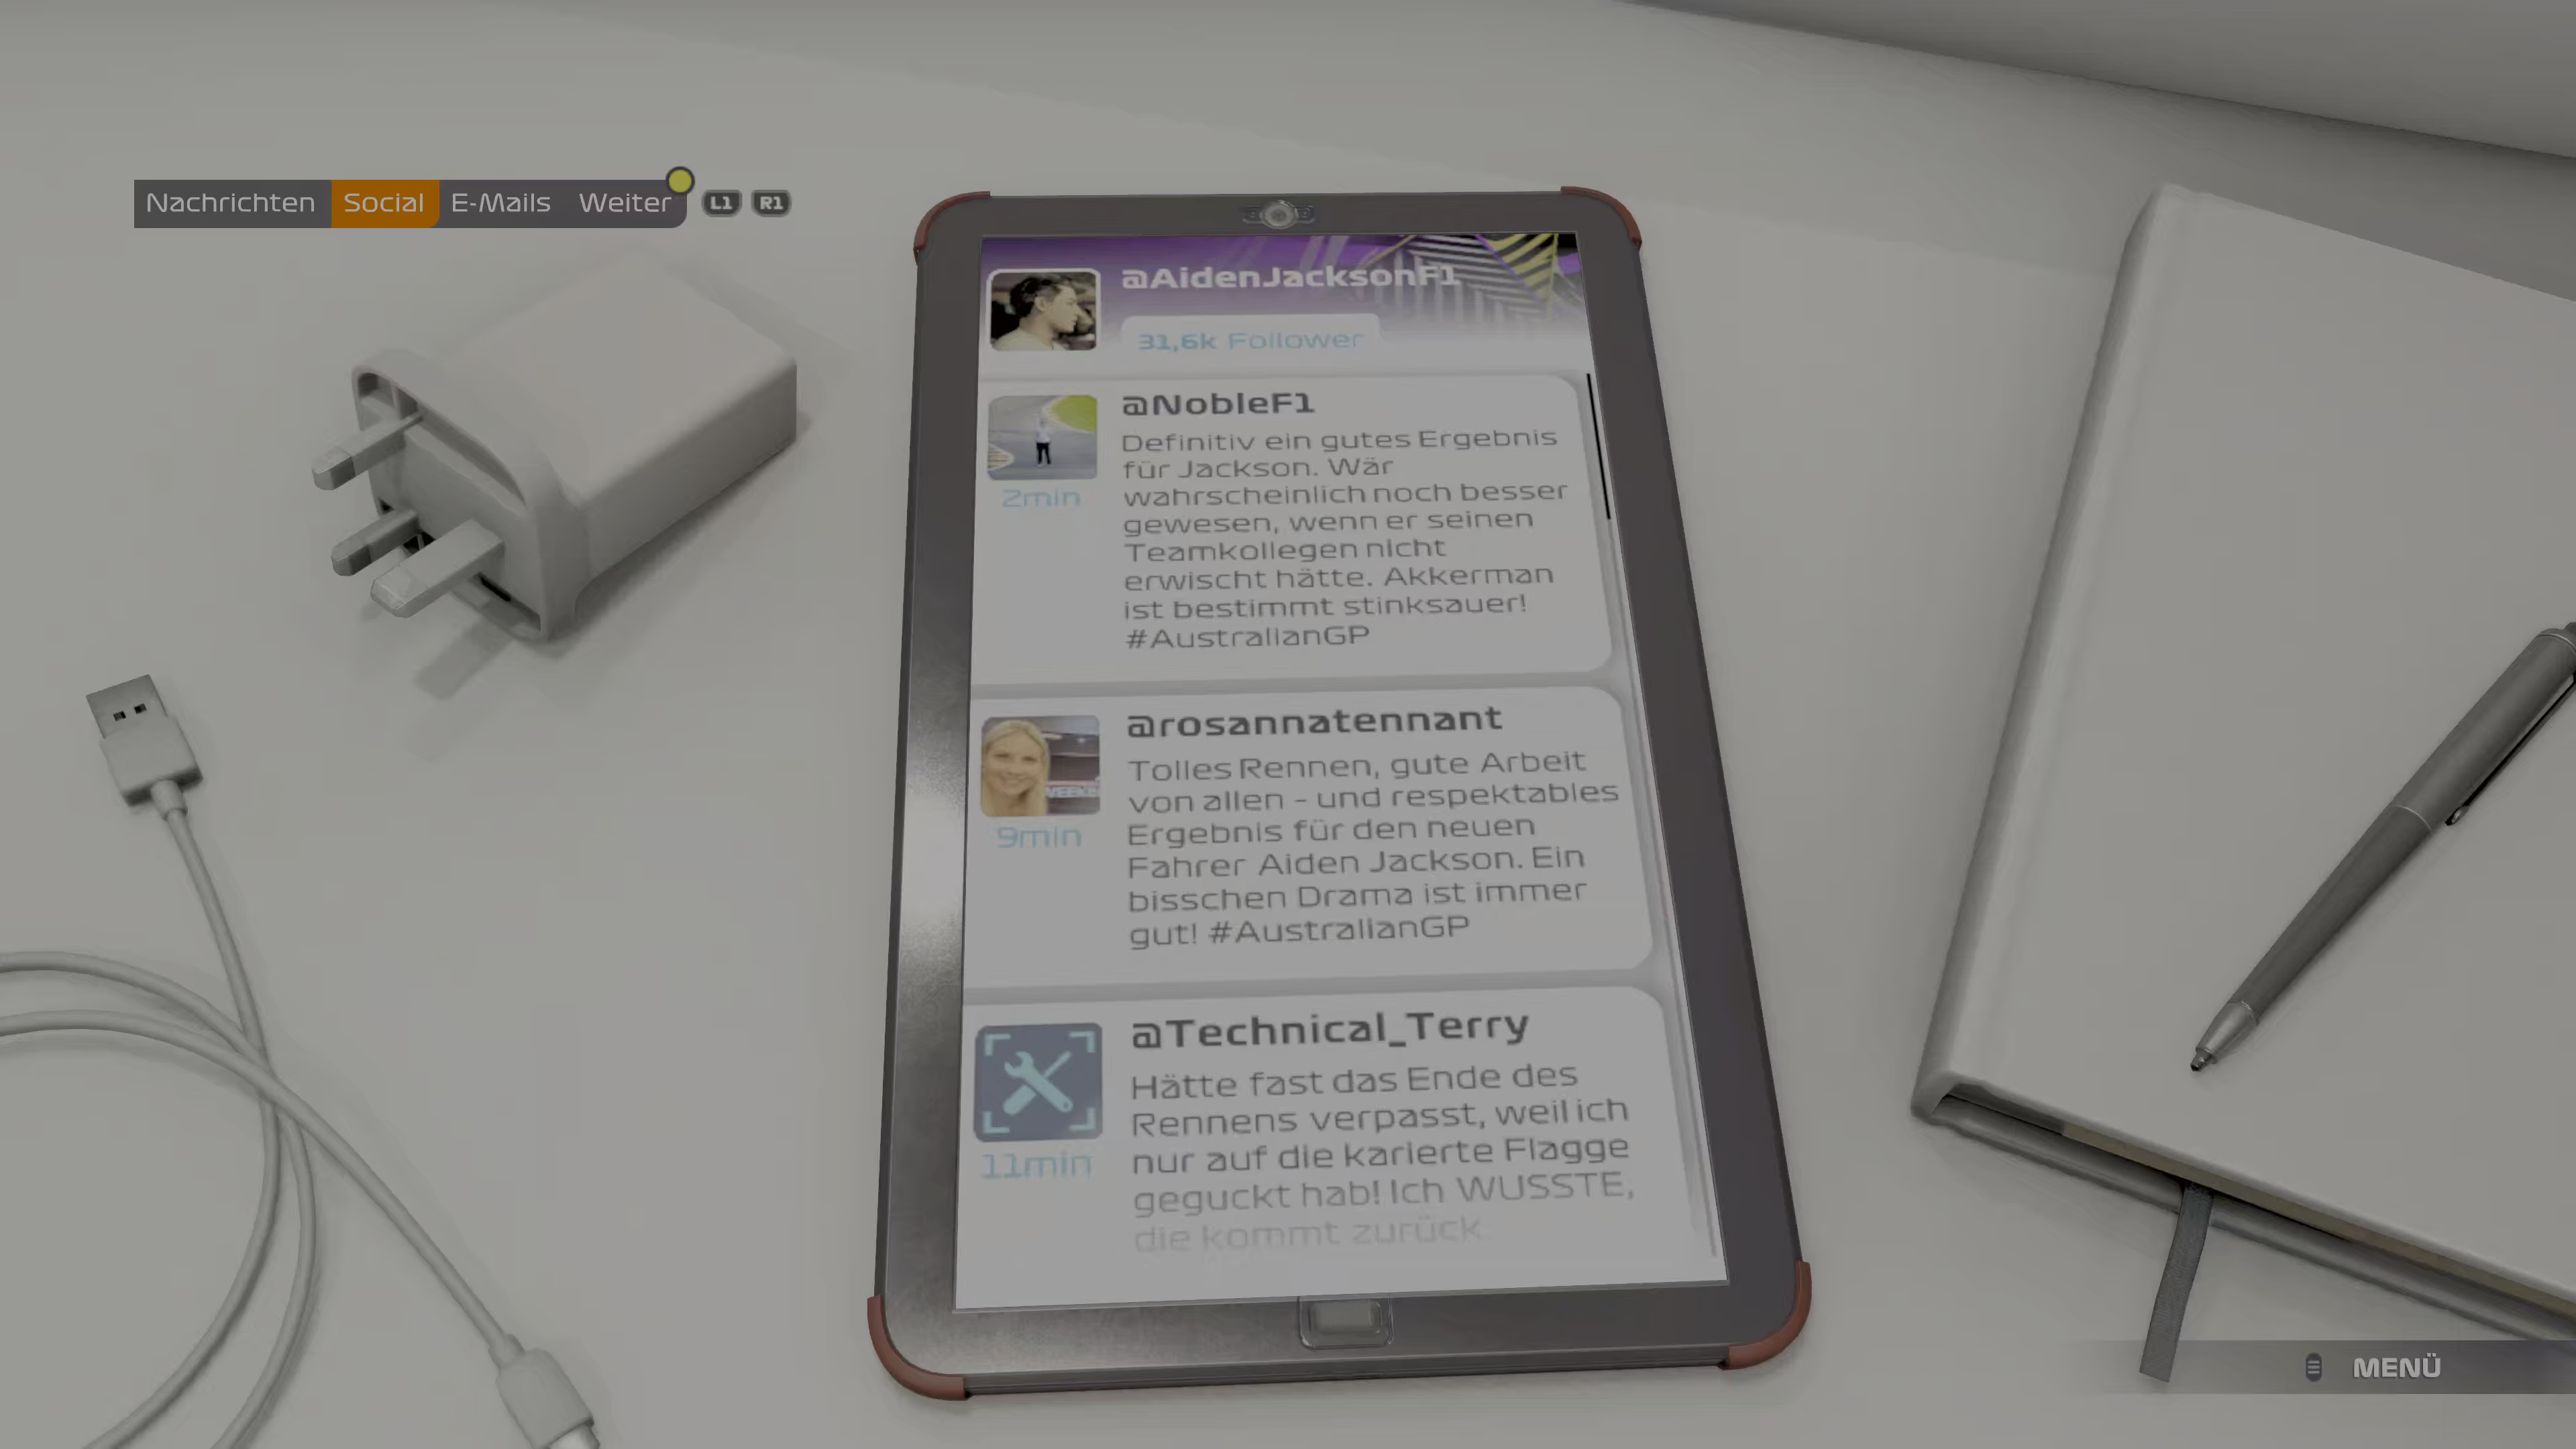 Nachrichten Social E-Mails Weiter L1 R1
@AidenJacksonF1
31,6k Follower
@NobleF1
2min
Definitiv ein gutes Ergebnis
für Jackson. Wär
wahrscheinlich noch besser
gewesen, wenn er seinen
Teamkollegen nicht
erwischt hätte. Akkerman
ist bestimmt stinksauer!
#AustralianGP
@rosannatennant
9min
Tolles Rennen, gute Arbeit
von allen - und respektables
Ergebnis für den neuen
Fahrer Aiden Jackson. Ein
bisschen Drama ist immer
gut! #AustralianGP
@Technical_Terry
11min
Hätte fast das Ende des
Rennens verpasst, weil ich
nur auf die karierte Flagge
geguckt hab! Ich WUSSTE,
die kommt zurück.
MENÜ